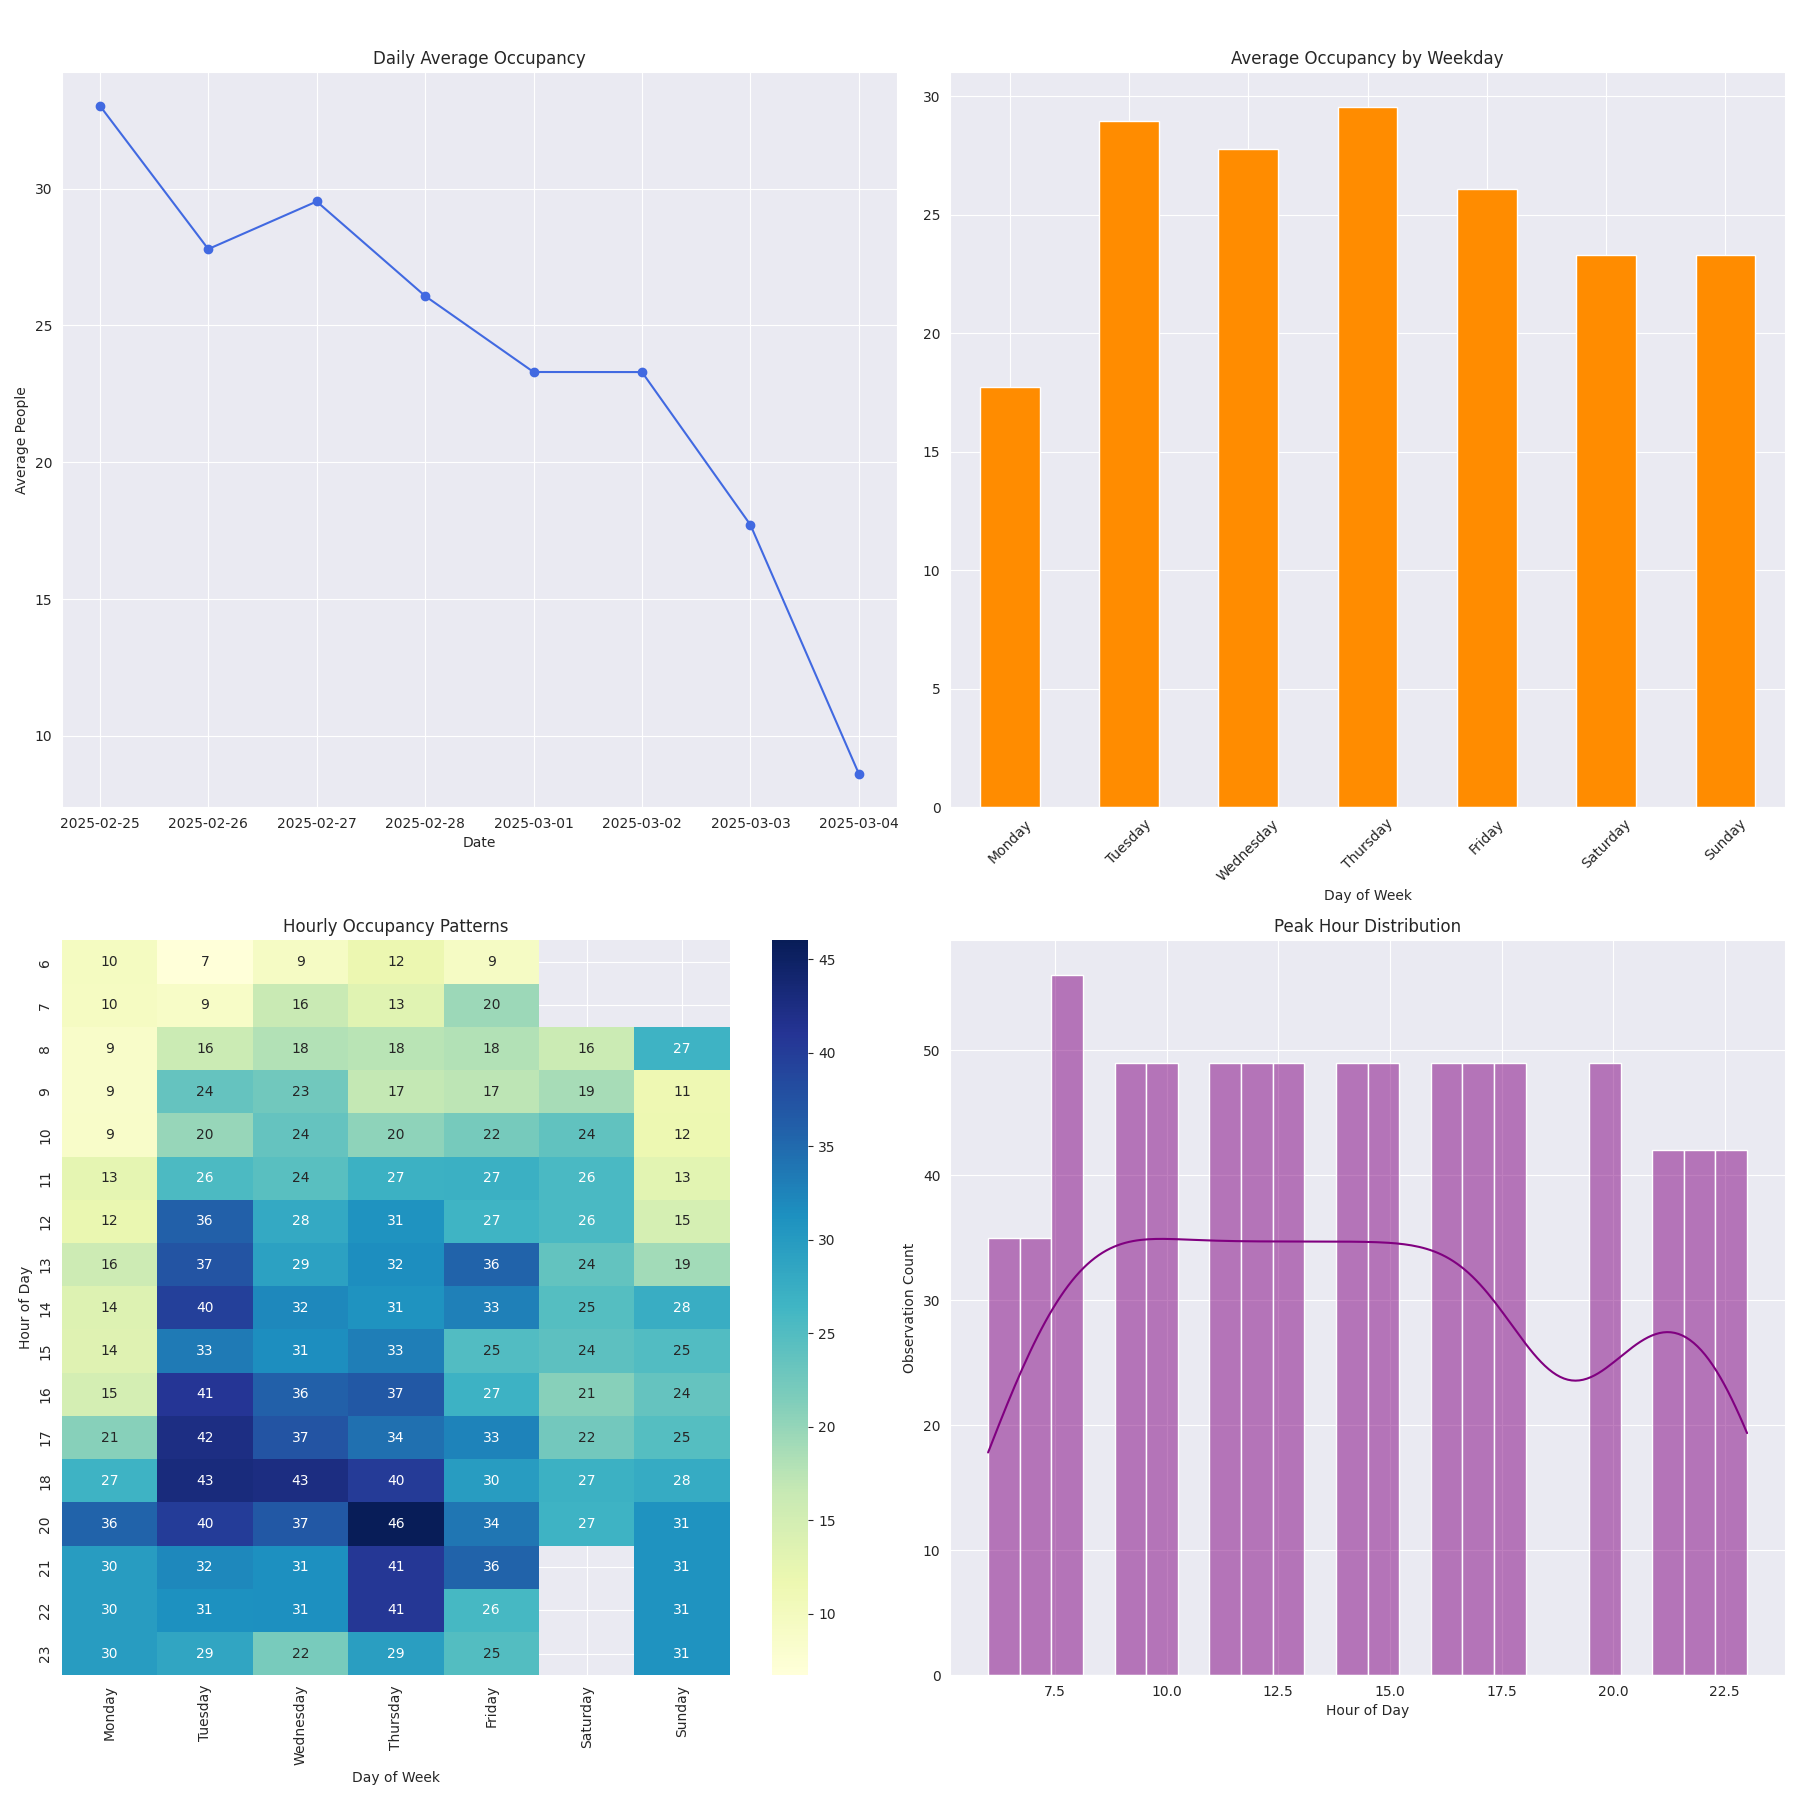 Daily Average Occupancy
Average People
30
25
20
15
10
2025-02-25 2025-02-26 2025-02-27 2025-02-28 2025-03-01 2025-03-02 2025-03-03 2025-03-04
Date
Average Occupancy by Weekday
30
25
20
15
10
5
0
Monday Tuesday Wednesday Thursday Friday Saturday Sunday
Day of Week
Hourly Occupancy Patterns
Hour of Day
6 10 7 9 12 9
7 10 9 16 13 20
8 9 16 18 18 18 16 27
9 9 24 23 17 17 19 11
10 9 20 24 20 22 24 12
11 13 26 24 27 27 26 13
12 12 36 28 31 27 26 15
13 16 37 29 32 36 24 19
14 14 40 32 31 33 25 28
15 14 33 31 33 25 24 25
16 15 41 36 37 27 21 24
17 21 42 37 34 33 22 25
18 27 43 43 40 30 27 28
20 36 40 37 46 34 27 31
21 30 32 31 41 36 31
22 30 31 31 41 26 31
23 30 29 22 29 25 31
Monday Tuesday Wednesday Thursday Friday Saturday Sunday
Day of Week
45
40
35
30
25
20
15
10
Peak Hour Distribution
Observation Count
50
40
30
20
10
0
7.5 10.0 12.5 15.0 17.5 20.0 22.5
Hour of Day